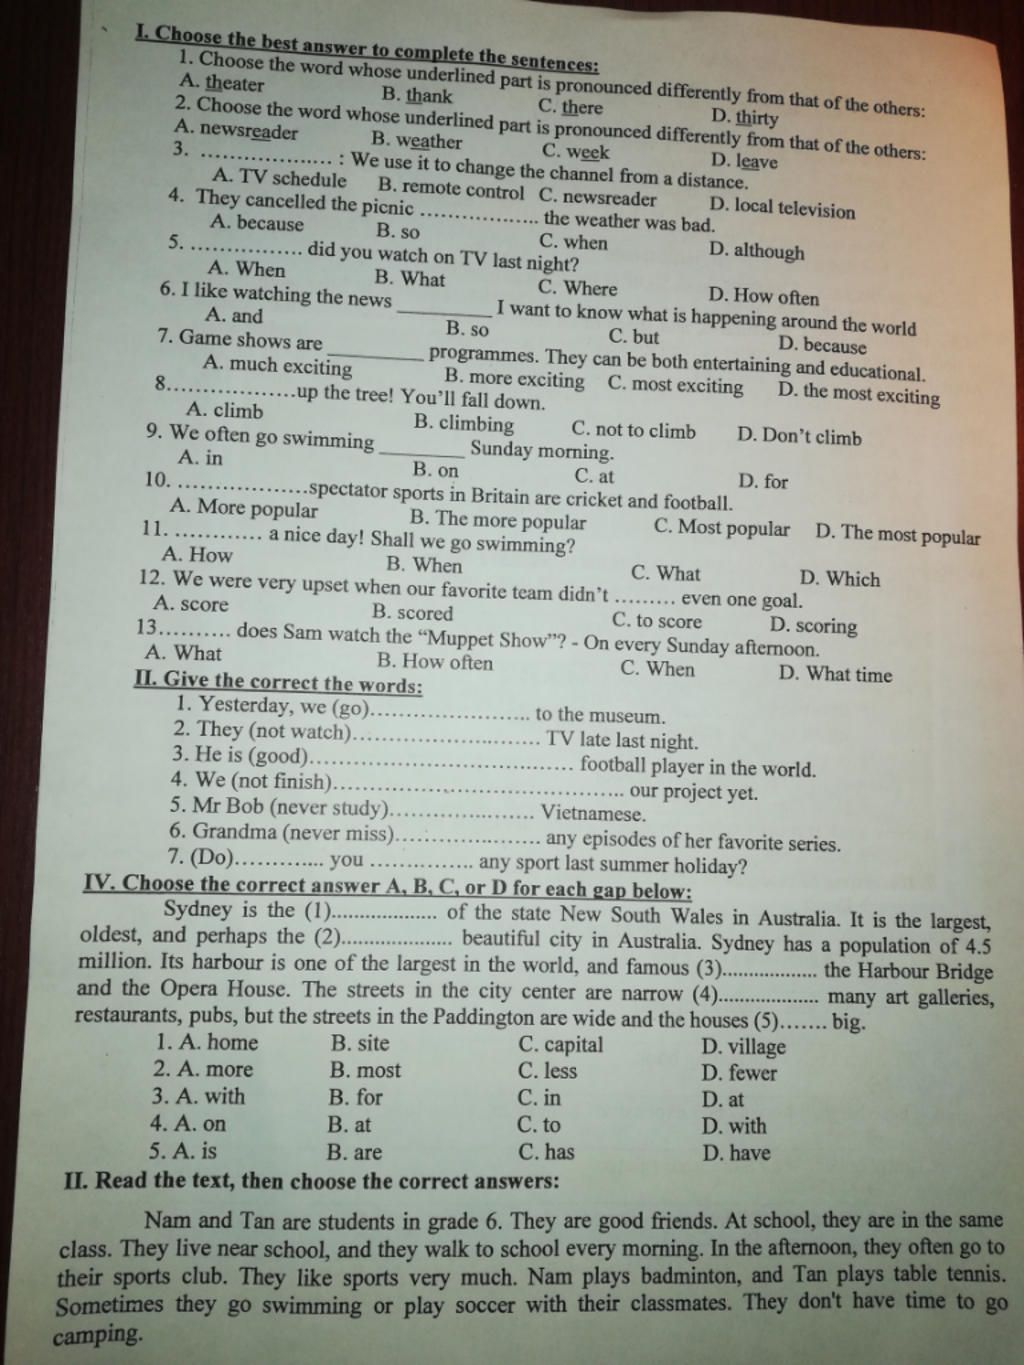 I. Choose the best answer to complete the sentences:
1. Choose the word whose underlined part is pronounced differently from that of the others:
A. theater B. thank C. there D. thirty
2. Choose the word whose underlined part is pronounced differently from that of the others:
A. newsreader B. weather C. week D. leave
3. .................. : We use it to change the channel from a distance.
A. TV schedule B. remote control C. newsreader D. local television
4. They cancelled the picnic ................. the weather was bad.
A. because B. so C. when D. although
5. ................ did you watch on TV last night?
A. When B. What C. Where D. How often
6. I like watching the news _________ I want to know what is happening around the world
A. and B. so C. but D. because
7. Game shows are _________ programmes. They can be both entertaining and educational.
A. much exciting B. more exciting C. most exciting D. the most exciting
8..................up the tree! You'll fall down.
A. climb B. climbing C. not to climb D. Don't climb
9. We often go swimming ________ Sunday morning.
A. in B. on C. at D. for
10. ...................spectator sports in Britain are cricket and football.
A. More popular B. The more popular C. Most popular D. The most popular
11. ............. a nice day! Shall we go swimming?
A. How B. When C. What D. Which
12. We were very upset when our favorite team didn't ......... even one goal.
A. score B. scored C. to score D. scoring
13.......... does Sam watch the “Muppet Show”? - On every Sunday afternoon.
A. What B. How often C. When D. What time
II. Give the correct the words:
1. Yesterday, we (go)......................... to the museum.
2. They (not watch)............................. TV late last night.
3. He is (good)........................................ football player in the world.
4. We (not finish)............................................ our project yet.
5. Mr Bob (never study)...................... Vietnamese.
6. Grandma (never miss)...................... any episodes of her favorite series.
7. (Do)............. you ............... any sport last summer holiday?
IV. Choose the correct answer A, B, C, or D for each gap below:
Sydney is the (1)................... of the state New South Wales in Australia. It is the largest,
oldest, and perhaps the (2).................... beautiful city in Australia. Sydney has a population of 4.5
million. Its harbour is one of the largest in the world, and famous (3)................. the Harbour Bridge
and the Opera House. The streets in the city center are narrow (4).................. many art galleries,
restaurants, pubs, but the streets in the Paddington are wide and the houses (5)....... big.
1. A. home B. site C. capital D. village
2. A. more B. most C. less D. fewer
3. A. with B. for C. in D. at
4. A. on B. at C. to D. with
5. A. is B. are C. has D. have
II. Read the text, then choose the correct answers:
Nam and Tan are students in grade 6. They are good friends. At school, they are in the same
class. They live near school, and they walk to school every morning. In the afternoon, they often go to
their sports club. They like sports very much. Nam plays badminton, and Tan plays table tennis.
Sometimes they go swimming or play soccer with their classmates. They don't have time to go
camping.